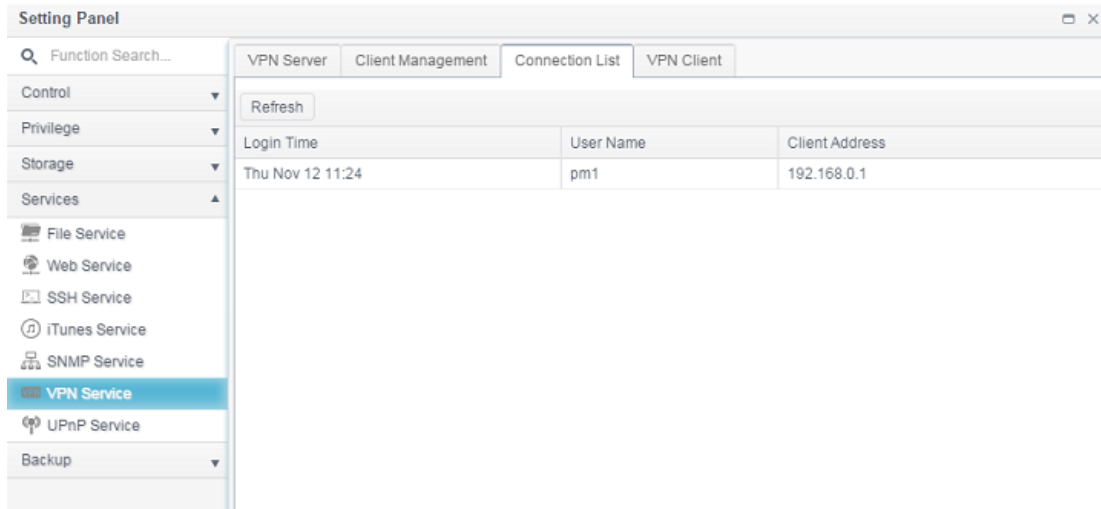 Setting Panel
Function Search...
Control
Privilege
Storage
Services
File Service
Web Service
SSH Service
iTunes Service
SNMP Service
VPN VPN Service
UPnP Service
Backup
VPN Server Client Management Connection List VPN Client
Refresh
Login Time User Name Client Address
Thu Nov 12 11:24 pm1 192.168.0.1